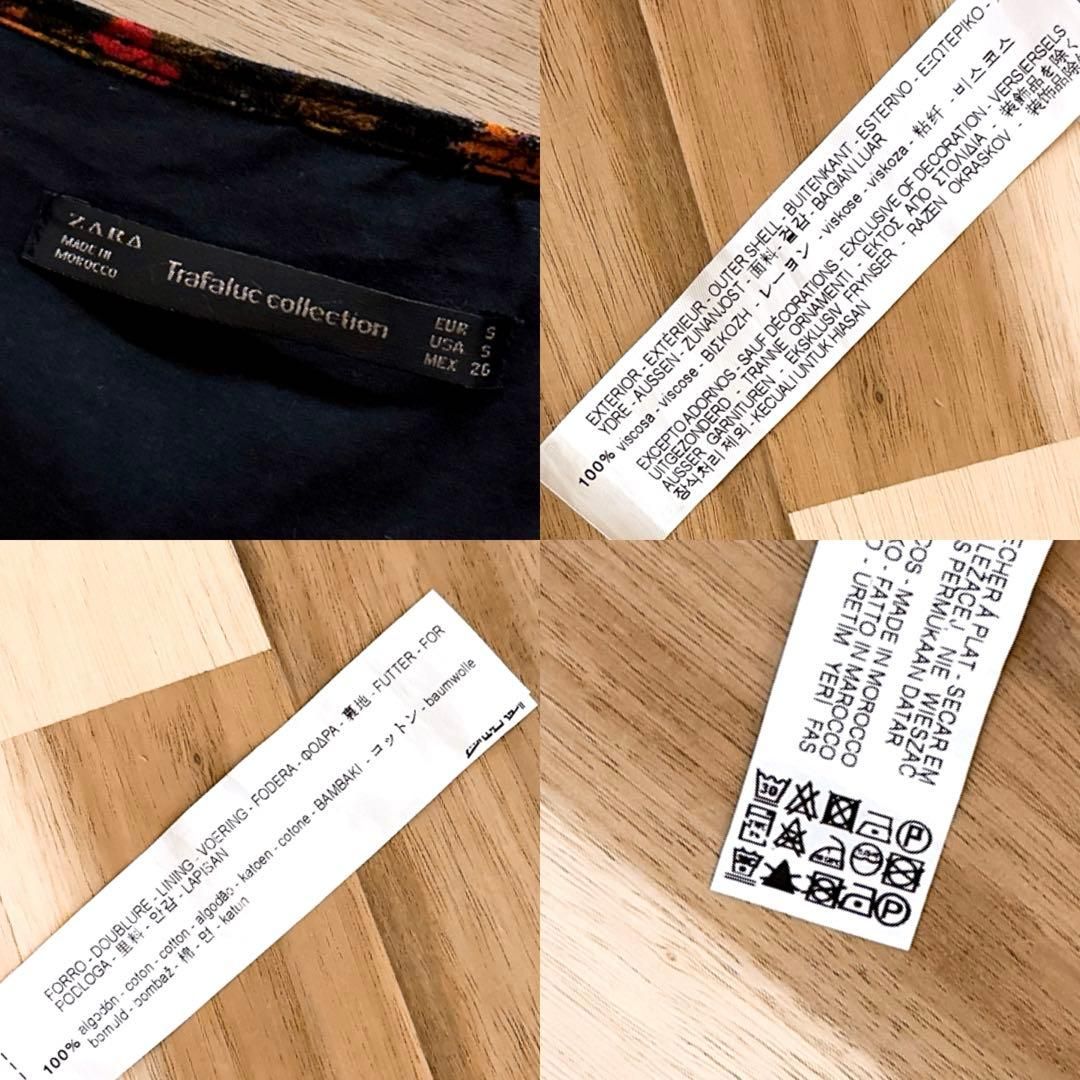 ZARA
MADE IN
MOROCCO
Trafaluc collection
EUR S
USA S
MEX 26
EXTERIOR - EXTÉRIEUR - OUTER SHELL - BUITENKANT - ESTERNO - ΕΞΩΤΕΡΙΚΟ -
YDRE - AUSSEN - ZUNANJOST - 面料 - 겉감 - BAGIAN LUAR
100% viscosa - viscose - ΒΙΣΚΟΖΗ - レーヨン - viskose - viskoza - 粘纤 - 비스코스
EXCEPTO ADORNOS - SAUF DÉCORATIONS - EXCLUSIVE OF DECORATION - VERSIERSELS
UITGEZONDERD - TRANNE ORNAMENTI - ΕΚΤΟΣ ΑΠΟ ΣΤΟΛΙΔΙΑ - 装飾品を除く
AUSSER GARNITUREN - EKSKLUSIV FRYNSER - RAZEN OKRASKOV - 装饰品除外
장식처리 제외 - KECUALI UNTUK HIASAN
FORRO - DOUBLURE - LINING - VOERING - FODERA - ΦΟΔΡΑ - 裏地 - FUTTER - FOR
PODLOGA - 里料 - 안감 - LAPISAN
100% algodón - coton - cotton - algodão - katoen - cotone - BAMBAKI - コットン - baumwolle
bomuld - bombaž - 棉 - 면 - katun
ECHER À PLAT - SECAR EM
LEŻĄCEJ, NIE WIESZAĆ
S PERMUKAAN DATAR
COS - MADE IN MOROCCO
KO - FATTO IN MAROCCO
O - ÜRETİM YERİ FAS
30
P
P